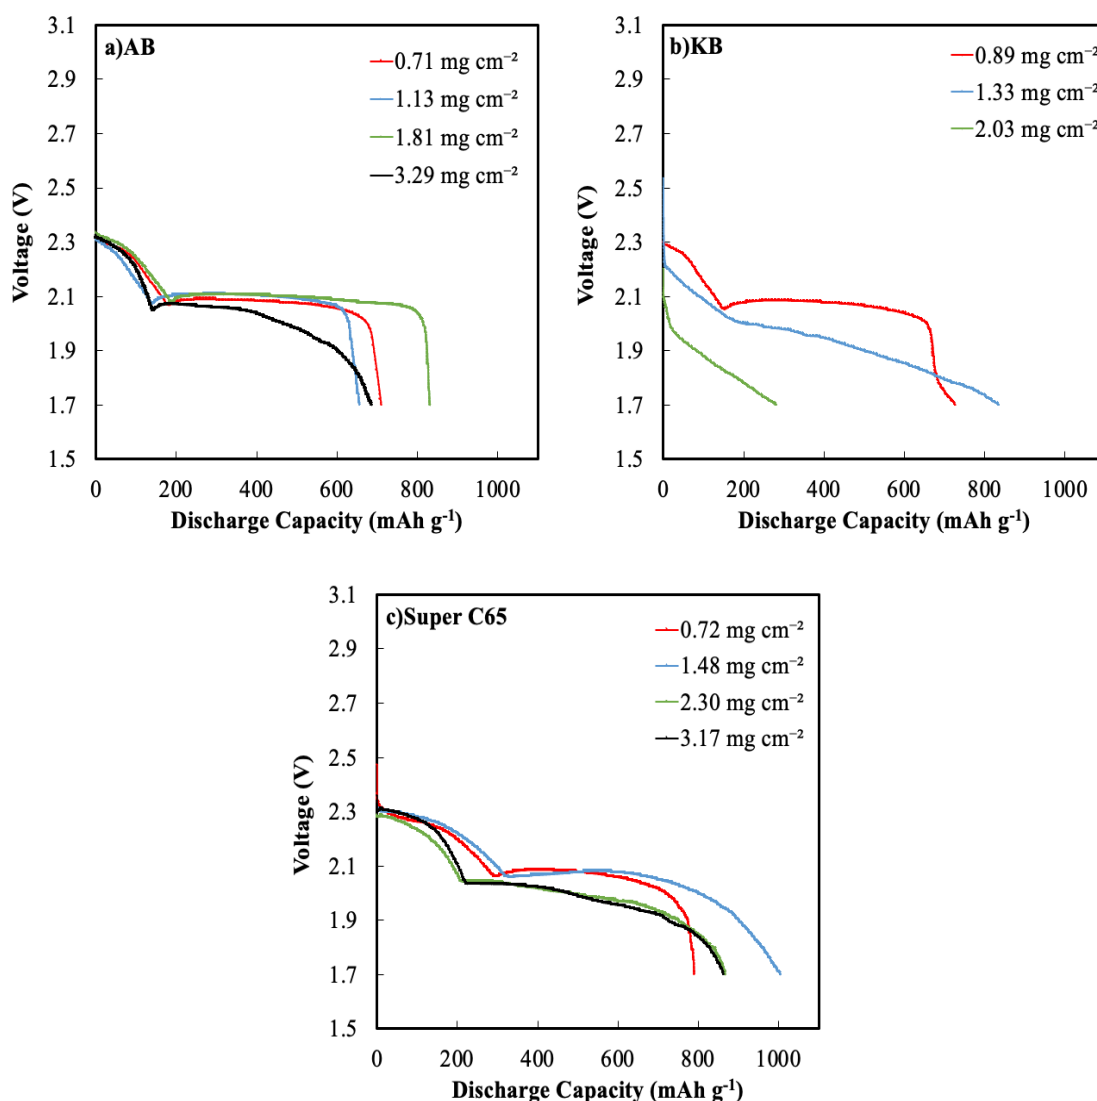 a)AB
0.71 mg cm⁻²
1.13 mg cm⁻²
1.81 mg cm⁻²
3.29 mg cm⁻²
3.1
2.9
2.7
2.5
2.3
2.1
1.9
1.7
1.5
Voltage (V)
0 200 400 600 800 1000
Discharge Capacity (mAh g⁻¹)
b)KB
0.89 mg cm⁻²
1.33 mg cm⁻²
2.03 mg cm⁻²
3.1
2.9
2.7
2.5
2.3
2.1
1.9
1.7
1.5
Voltage (V)
0 200 400 600 800 1000
Discharge Capacity (mAh g⁻¹)
c)Super C65
0.72 mg cm⁻²
1.48 mg cm⁻²
2.30 mg cm⁻²
3.17 mg cm⁻²
3.1
2.9
2.7
2.5
2.3
2.1
1.9
1.7
1.5
Voltage (V)
0 200 400 600 800 1000
Discharge Capacity (mAh g⁻¹)